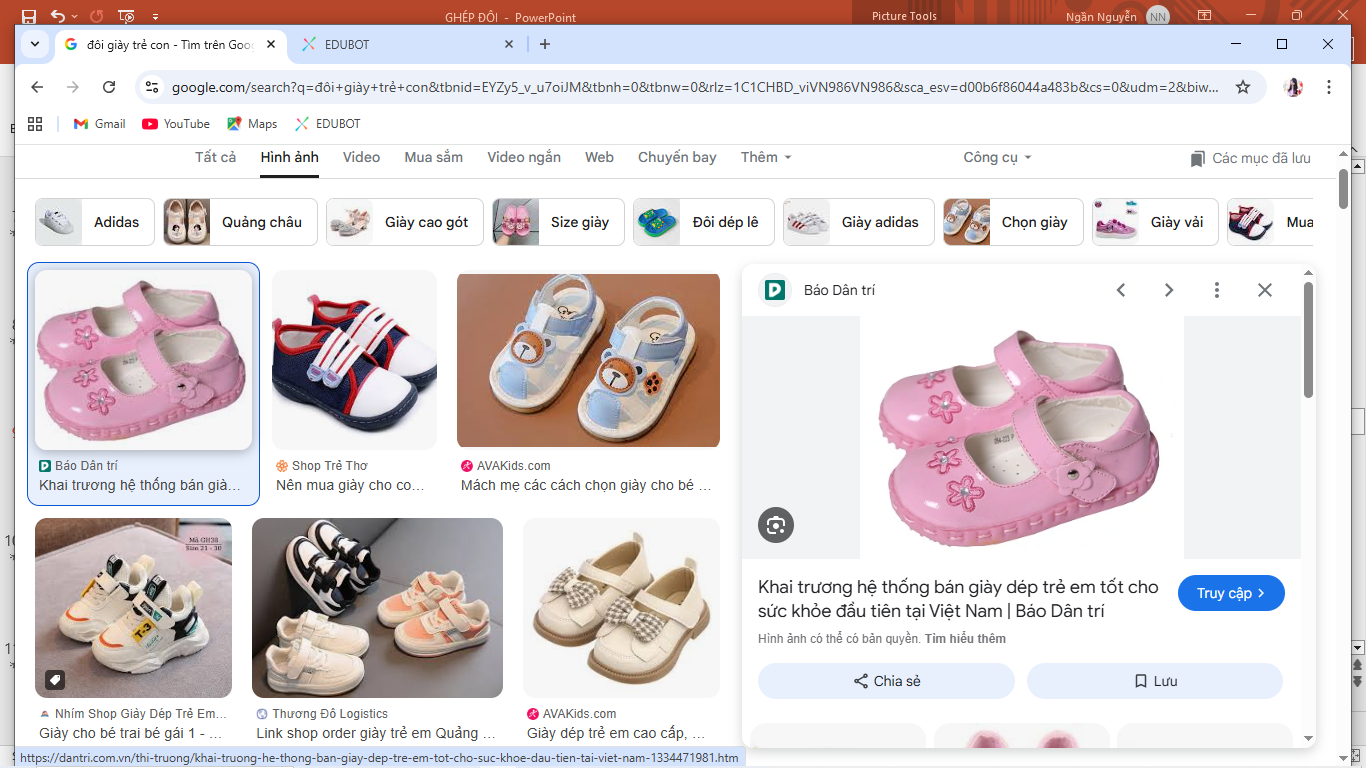 GHÉP ĐÔI - PowerPoint
Picture Tools
Ngân Nguyễn
NN
đôi giày trẻ con - Tìm trên Goo
EDUBOT
google.com/search?q=đôi+giày+trẻ+con&tbnid=EYZy5_v_u7oiJM&tbnh=0&tbnw=0&rlz=1C1CHBD_viVN986VN986&sca_esv=d00b6f86044a483b&cs=0&udm=2&biw...
Gmail
YouTube
Maps
EDUBOT
Tất cả
Hình ảnh
Video
Mua sắm
Video ngắn
Web
Chuyến bay
Thêm
Công cụ
Các mục đã lưu
Adidas
Quảng châu
Giày cao gót
Size giày
Đôi dép lê
Giày adidas
Chọn giày
Giày vải
Mua
Báo Dân trí
Khai trương hệ thống bán già...
Shop Trẻ Thơ
Nên mua giày cho co...
AVAKids.com
Mách mẹ các cách chọn giày cho bé ...
Mã GH38
Size 21 - 30
T-3
Nhím Shop Giày Dép Trẻ Em...
Giày cho bé trai bé gái 1 - ...
Thương Đô Logistics
Link shop order giày trẻ em Quảng ...
AVAKids.com
Giày dép trẻ em cao cấp, ...
D
Báo Dân trí
Khai trương hệ thống bán giày dép trẻ em tốt cho
sức khỏe đầu tiên tại Việt Nam | Báo Dân trí
Truy cập
Hình ảnh có thể có bản quyền. Tìm hiểu thêm
Chia sẻ
Lưu
https://dantri.com.vn/thi-truong/khai-truong-he-thong-ban-giay-dep-tre-em-tot-cho-suc-khoe-dau-tien-tai-viet-nam-1334471981.htm